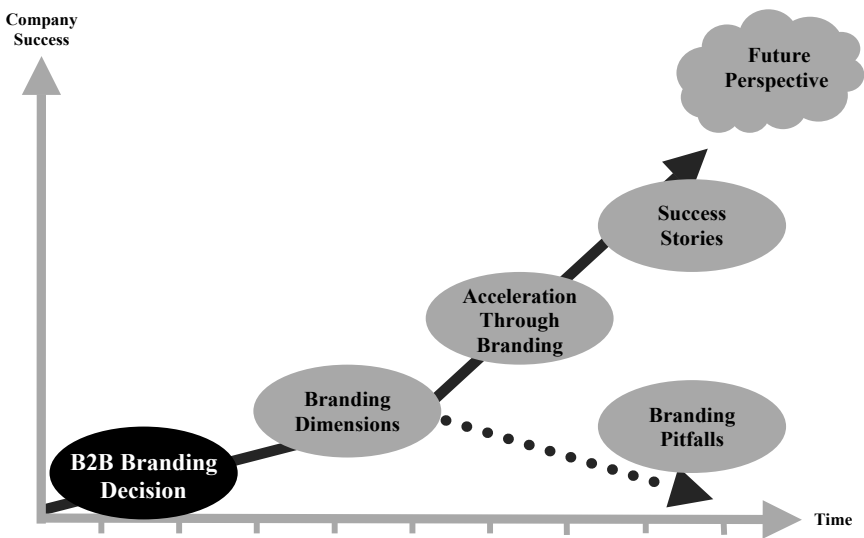 Company
Success
Future
Perspective
Success
Stories
Acceleration
Through
Branding
Branding
Dimensions
Branding
Pitfalls
B2B Branding
Decision
Time